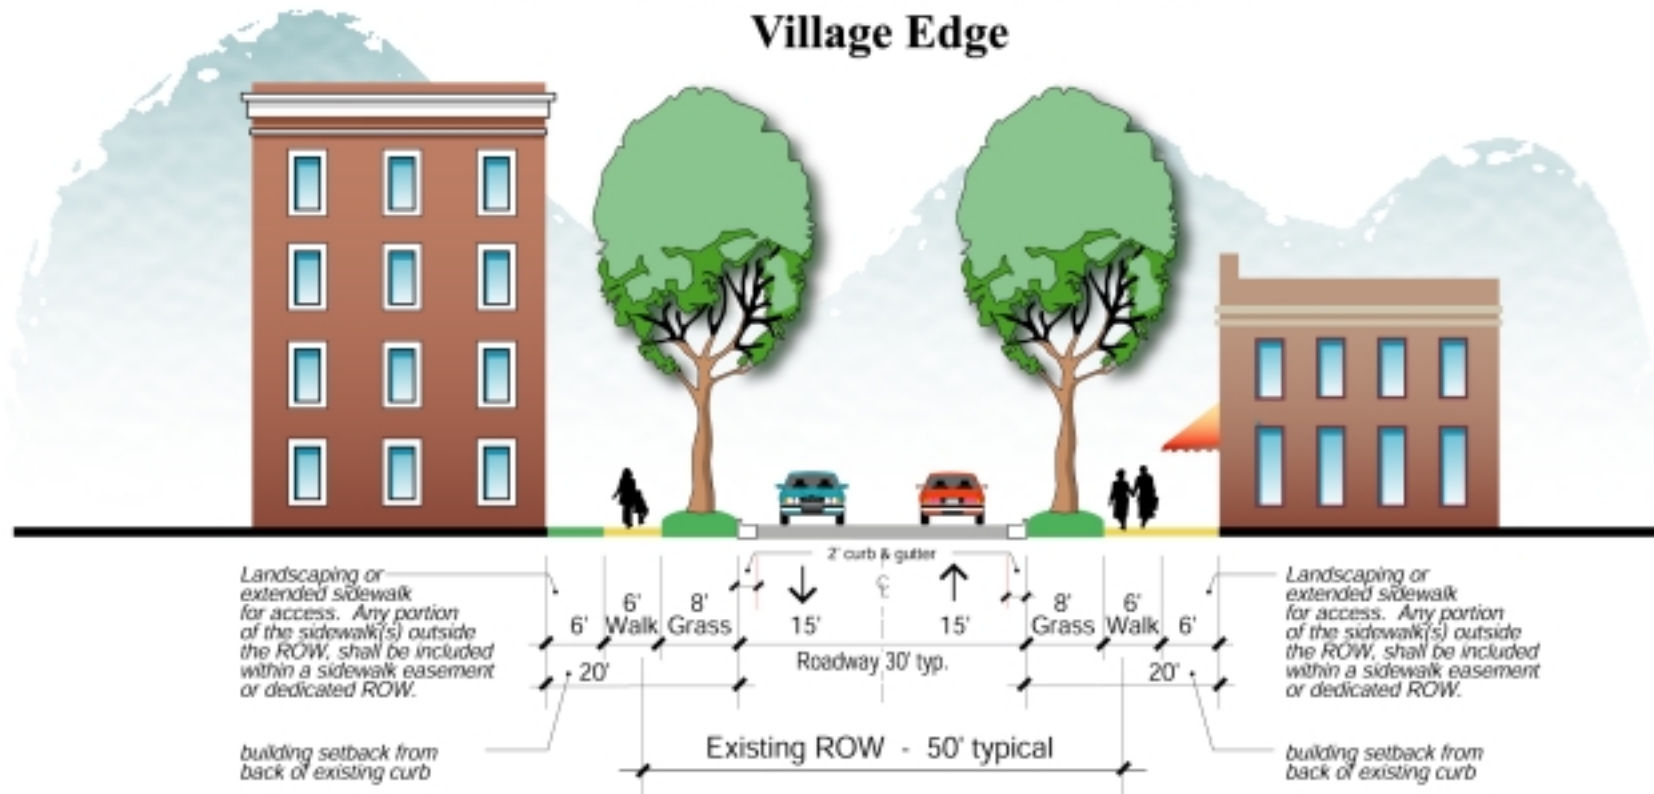 Village Edge
2' curb & gutter
Landscaping or
extended sidewalk
for access. Any portion
of the sidewalk(s) outside
the ROW, shall be included
within a sidewalk easement
or dedicated ROW.
6'
6'
Walk
8'
Grass
15'
15'
8'
Grass
6'
Walk
6'
Landscaping or
extended sidewalk
for access. Any portion
of the sidewalk(s) outside
the ROW, shall be included
within a sidewalk easement
or dedicated ROW.
Roadway 30' typ.
20'
20'
Existing ROW - 50' typical
building setback from
back of existing curb
building setback from
back of existing curb